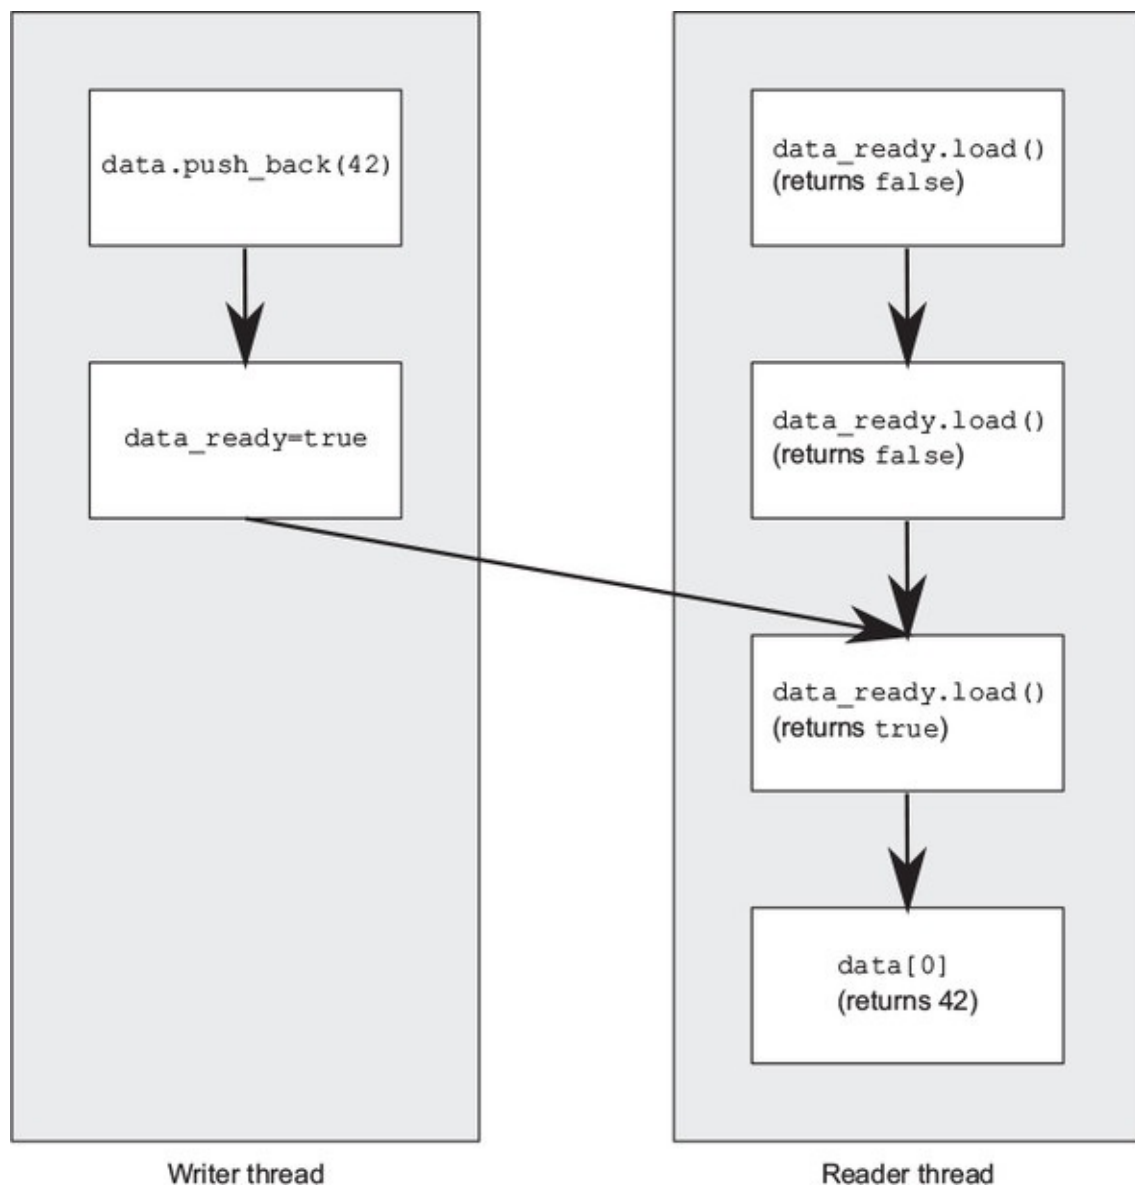 data.push_back(42)
data_ready=true
Writer thread
data_ready.load()
(returns false)
data_ready.load()
(returns false)
data_ready.load()
(returns true)
data[0]
(returns 42)
Reader thread